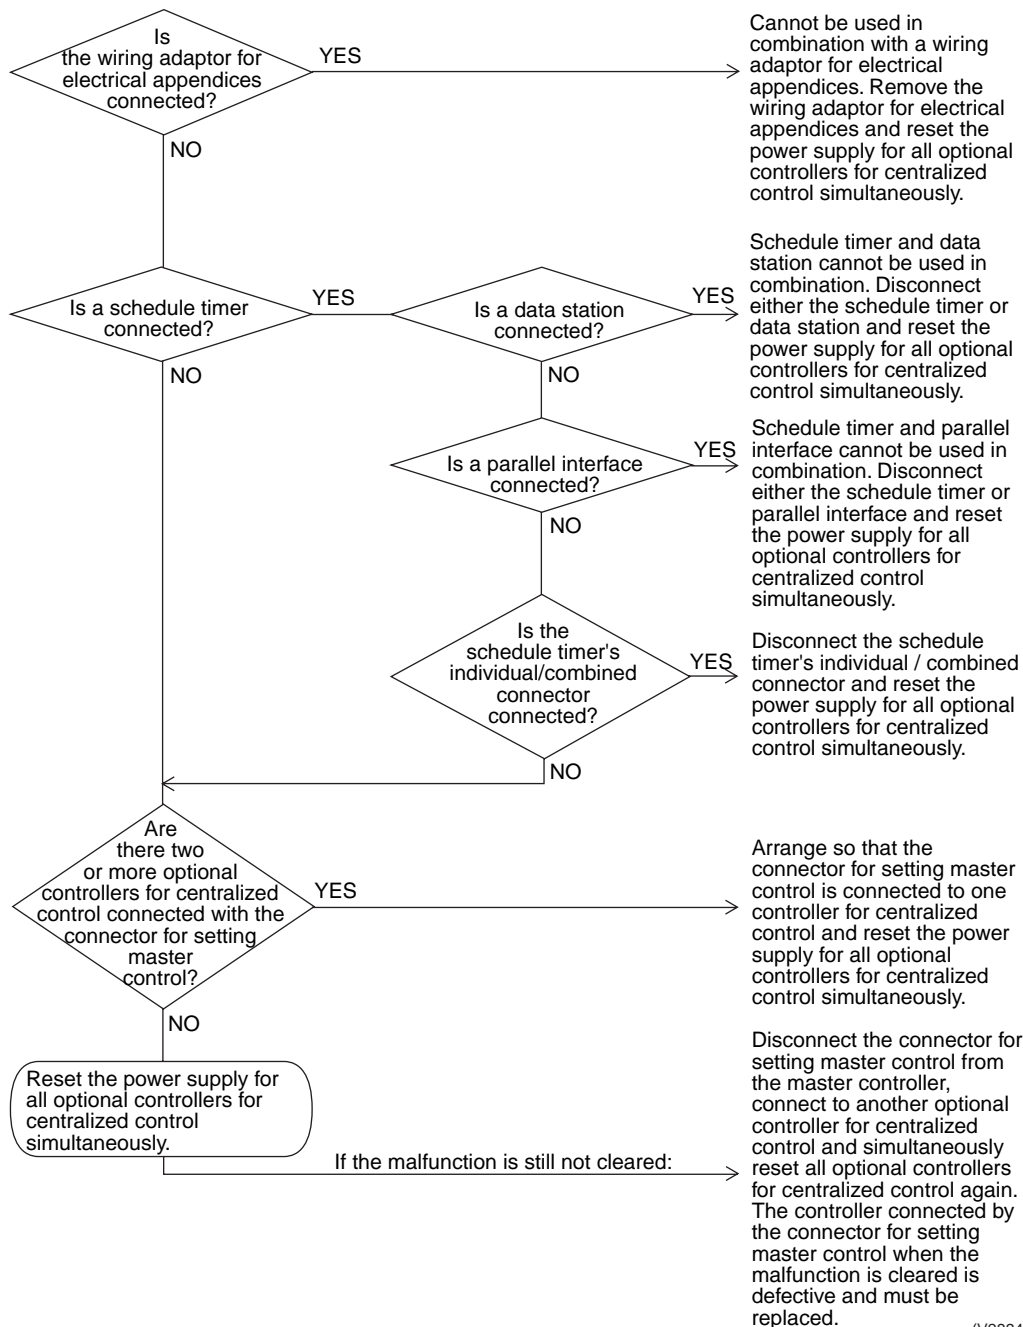 Is
the wiring adaptor for
electrical appendices
connected?
YES
NO
Cannot be used in
combination with a wiring
adaptor for electrical
appendices. Remove the
wiring adaptor for electrical
appendices and reset the
power supply for all optional
controllers for centralized
control simultaneously.
Is a schedule timer
connected?
YES
NO
Is a data station
connected?
YES
NO
Schedule timer and data
station cannot be used in
combination. Disconnect
either the schedule timer or
data station and reset the
power supply for all optional
controllers for centralized
control simultaneously.
Is a parallel interface
connected?
YES
NO
Schedule timer and parallel
interface cannot be used in
combination. Disconnect
either the schedule timer or
parallel interface and reset
the power supply for all
optional controllers for
centralized control
simultaneously.
Is the
schedule timer's
individual/combined
connector
connected?
YES
NO
Disconnect the schedule
timer's individual / combined
connector and reset the
power supply for all optional
controllers for centralized
control simultaneously.
Are
there two
or more optional
controllers for centralized
control connected with the
connector for setting
master
control?
YES
NO
Arrange so that the
connector for setting master
control is connected to one
controller for centralized
control and reset the power
supply for all optional
controllers for centralized
control simultaneously.
Reset the power supply for
all optional controllers for
centralized control
simultaneously.
If the malfunction is still not cleared:
Disconnect the connector for
setting master control from
the master controller,
connect to another optional
controller for centralized
control and simultaneously
reset all optional controllers
for centralized control again.
The controller connected by
the connector for setting
master control when the
malfunction is cleared is
defective and must be
replaced.